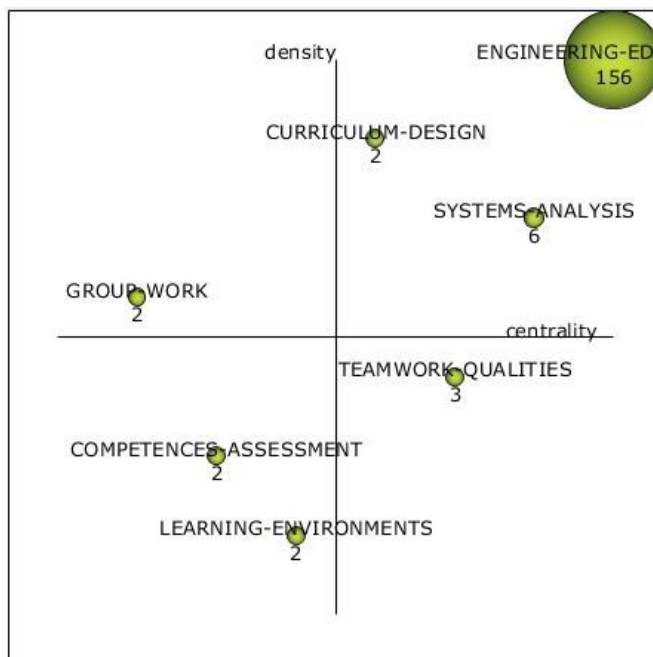 density
ENGINEERING-ED
156
CURRICULUM-DESIGN
2
SYSTEMS-ANALYSIS
6
GROUP-WORK
2
centrality
TEAMWORK-QUALITIES
3
COMPETENCES-ASSESSMENT
2
LEARNING-ENVIRONMENTS
2